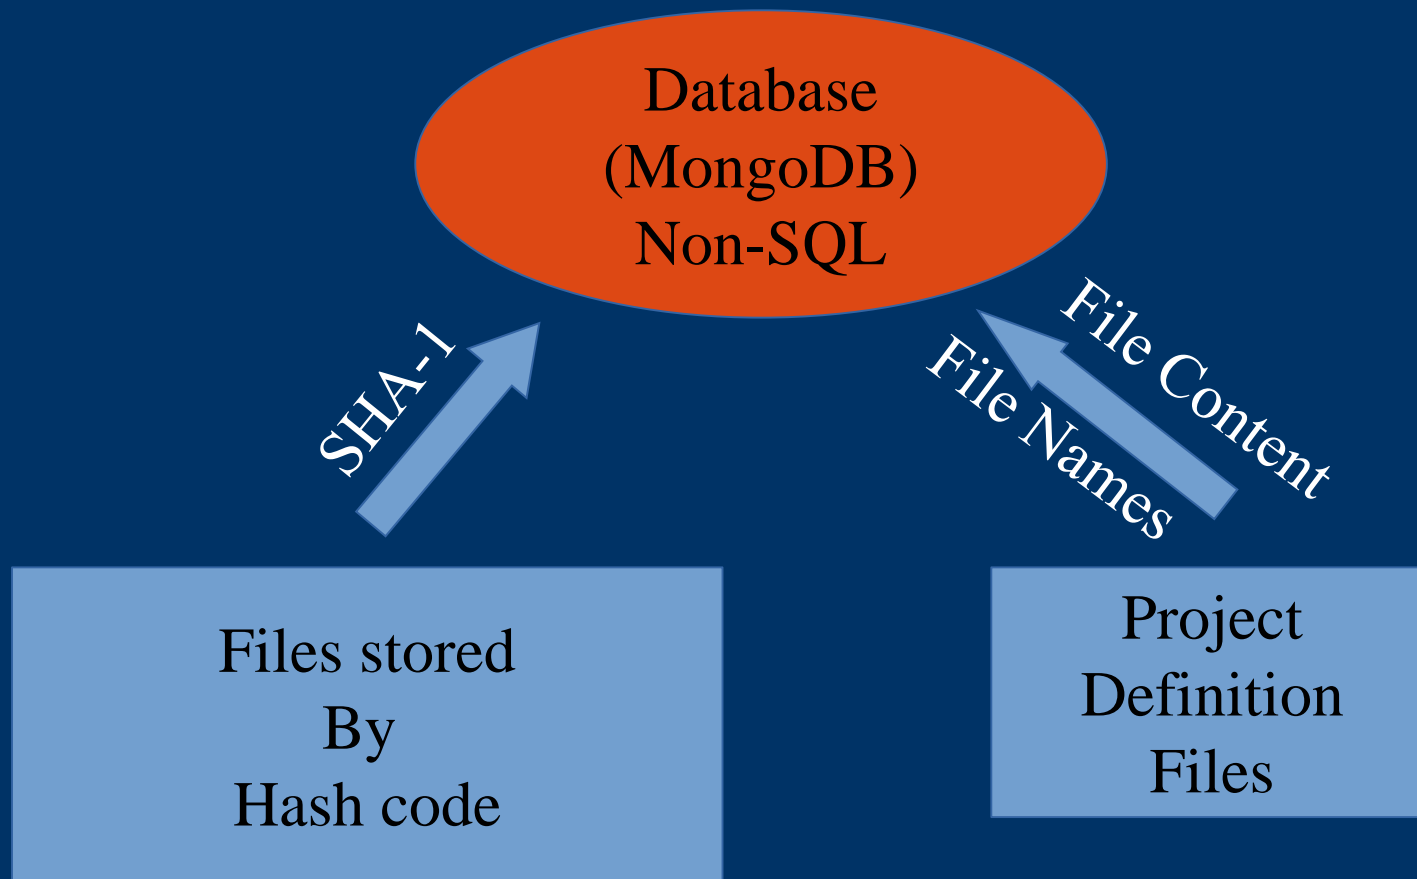 Database
(MongoDB)
Non-SQL
SHA-1
File Content
File Names
Files stored
By
Hash code
Project
Definition
Files